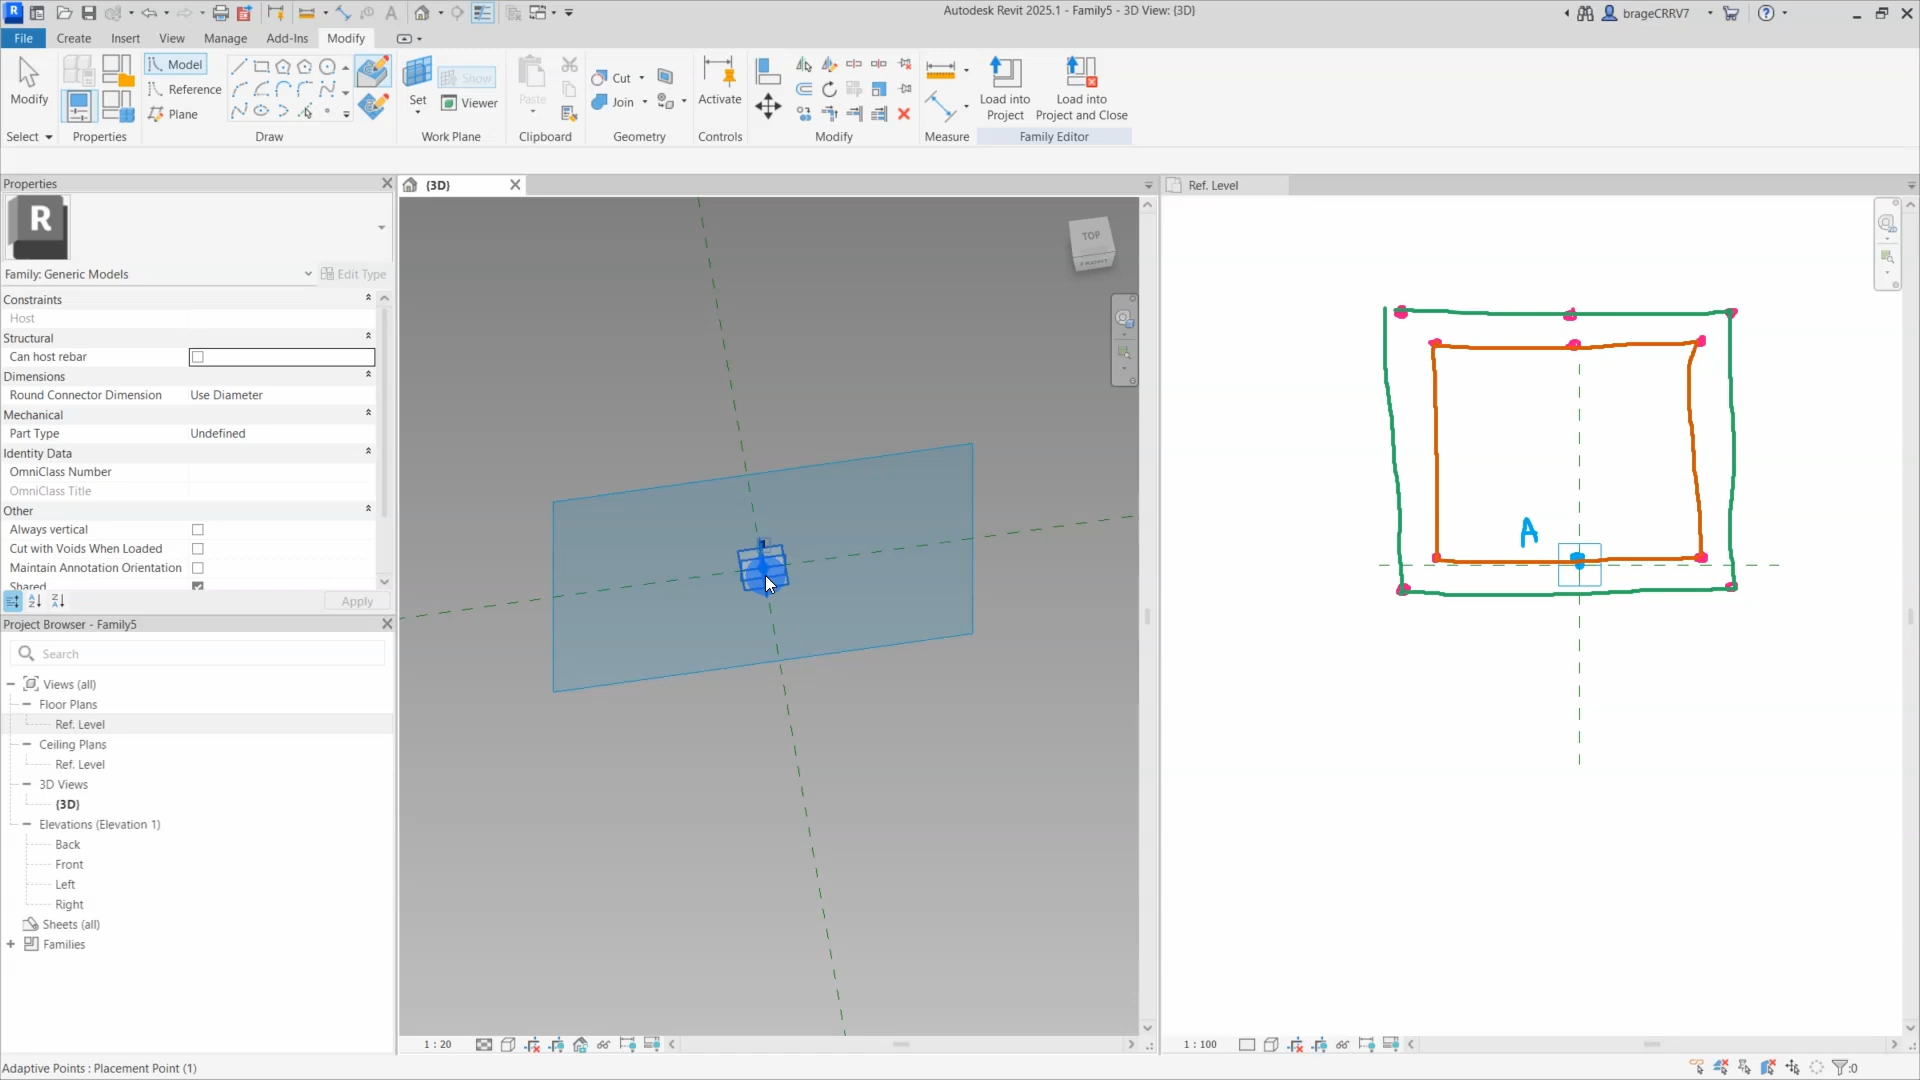 Autodesk Revit 2025.1 - Family5 - 3D View: {3D}
brageCRRV7
File Create Insert View Manage Add-Ins Modify
Modify
Model
Reference
Plane
Set
Show
Viewer
Paste
Cut
Join
Activate
Load into
Project
Load into
Project and Close
Select Properties Draw Work Plane Clipboard Geometry Controls Modify Measure Family Editor
Properties
R
Family: Generic Models
Edit Type
Constraints
Host
Structural
Can host rebar
Dimensions
Round Connector Dimension Use Diameter
Mechanical
Part Type Undefined
Identity Data
OmniClass Number
OmniClass Title
Other
Always vertical
Cut with Voids When Loaded
Maintain Annotation Orientation
Shared
Apply
Project Browser - Family5
Search
Views (all)
Floor Plans
Ref. Level
Ceiling Plans
Ref. Level
3D Views
{3D}
Elevations (Elevation 1)
Back
Front
Left
Right
Sheets (all)
Families
{3D}
TOP
1 : 20
Ref. Level
A
1 : 100
Adaptive Points : Placement Point (1)
:0